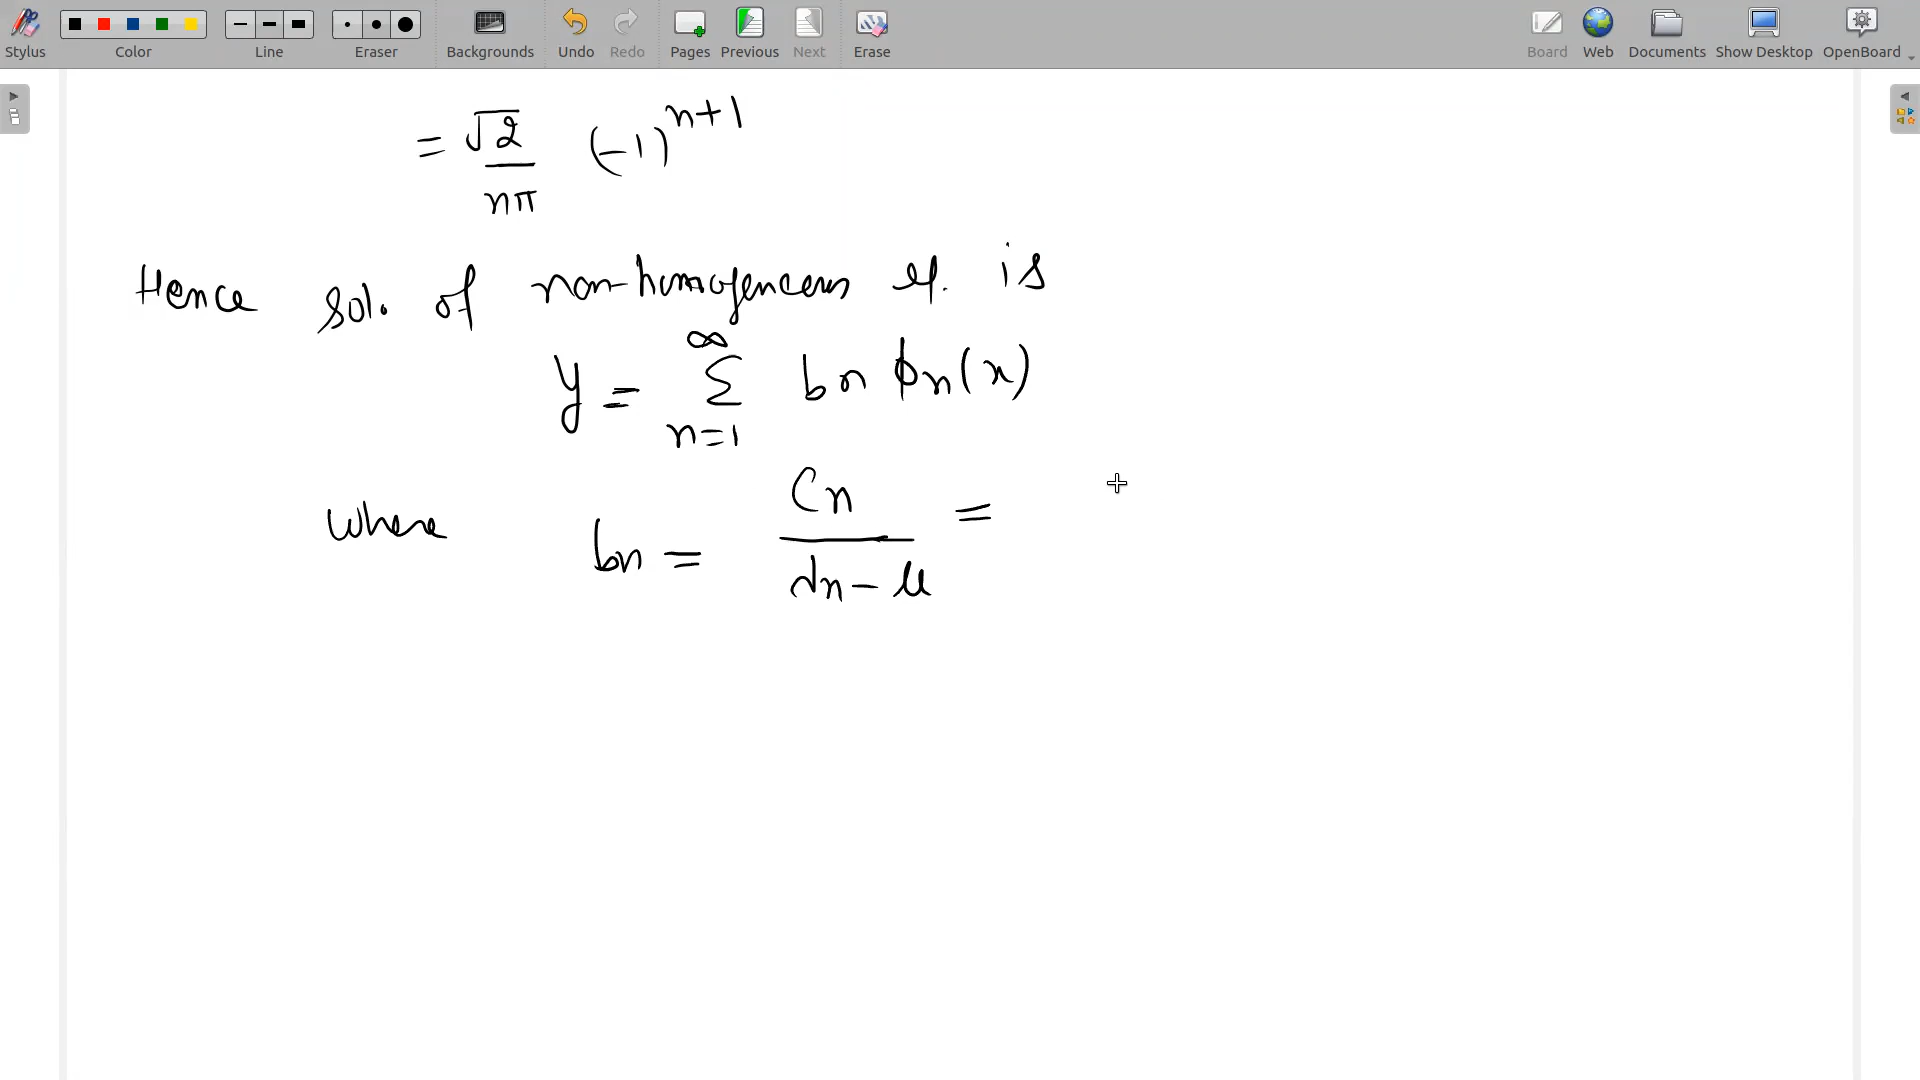 Stylus Color Line Eraser Backgrounds Undo Redo Pages Previous Next Erase Board Web Documents Show Desktop OpenBoard
= √2/nπ (-1)^{n+1}
Hence sol. of non-homogeneous eq. is
y = Σ_{n=1}^{∞} bn ϕn(x)
where bn = Cn/(λn - μ) =